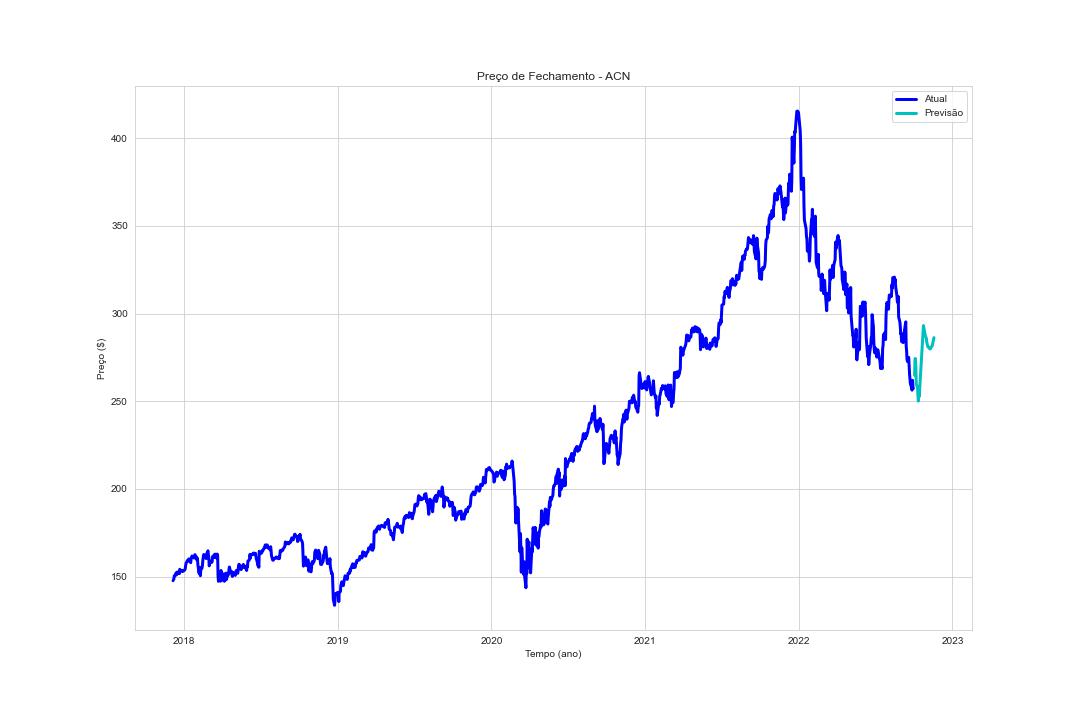 Preço de Fechamento - ACN
Atual
Previsão
400
350
300
250
200
150
Preço ($)
2018 2019 2020 2021 2022 2023
Tempo (ano)